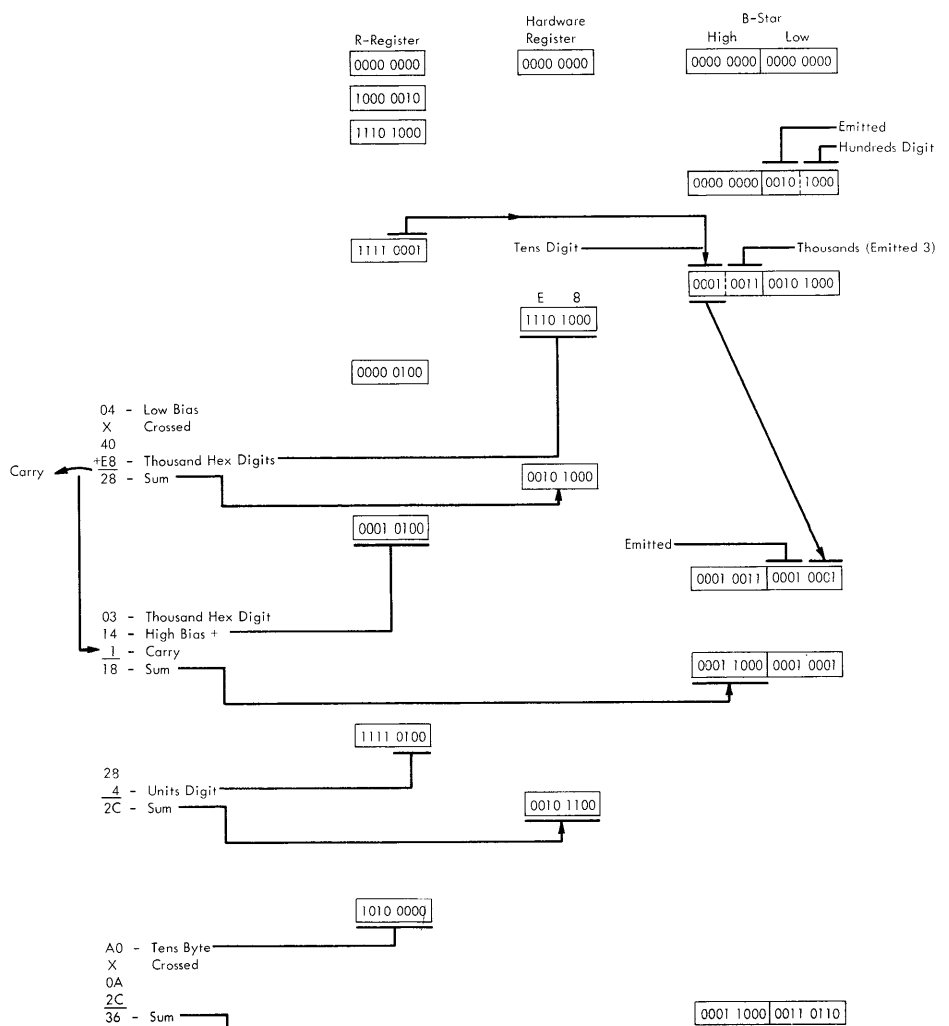 B-Star
Hardware
R-Register Register High Low
0000 0000 0000 0000 0000 0000 0000 0000
1000 0010
1110 1000
Emitted
Hundreds Digit
0000 0000 0010 1000
1111 0001 Tens Digit Thousands (Emitted 3)
0001 0011 0010 1000
E 8
1110 1000
0000 0100
04 - Low Bias
X Crossed
40
Carry +E8 - Thousand Hex Digits
28 - Sum 0010 1000
0001 0100
Emitted
0001 0011 0001 0001
03 - Thousand Hex Digit
14 - High Bias +
1 - Carry
18 - Sum 0001 1000 0001 0001
1111 0100
28
4 - Units Digit
2C - Sum 0010 1100
1010 0000
A0 - Tens Byte
X Crossed
0A
2C
36 - Sum 0001 1000 0011 0110